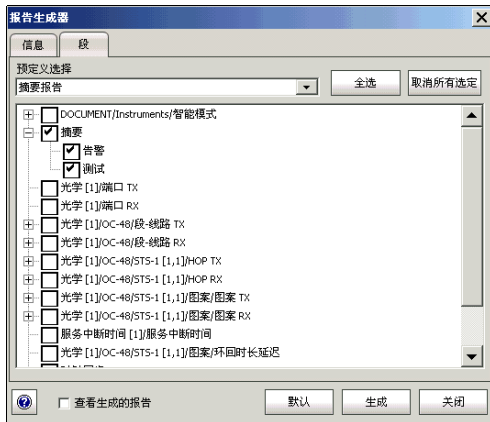 报告生成器
信息
段
预定义选择
摘要报告
全选
取消所有选定
DOCUMENT/Instruments/智能模式
摘要
告警
测试
光学 [1]/端口 TX
光学 [1]/端口 RX
光学 [1]/OC-48/段-线路 TX
光学 [1]/OC-48/段-线路 RX
光学 [1]/OC-48/STS-1 [1,1]/HOP TX
光学 [1]/OC-48/STS-1 [1,1]/HOP RX
光学 [1]/OC-48/STS-1 [1,1]/图案/图案 TX
光学 [1]/OC-48/STS-1 [1,1]/图案/图案 RX
服务中断时间 [1]/服务中断时间
光学 [1]/OC-48/STS-1 [1,1]/图案/环回时长延迟
查看生成的报告
默认
生成
关闭